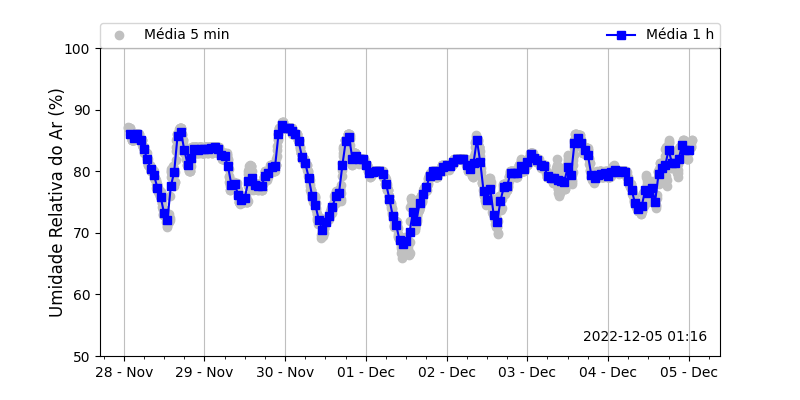 Média 5 min
Média 1 h
Umidade Relativa do Ar (%)
100
90
80
70
60
50
2022-12-05 01:16
28 - Nov
29 - Nov
30 - Nov
01 - Dec
02 - Dec
03 - Dec
04 - Dec
05 - Dec